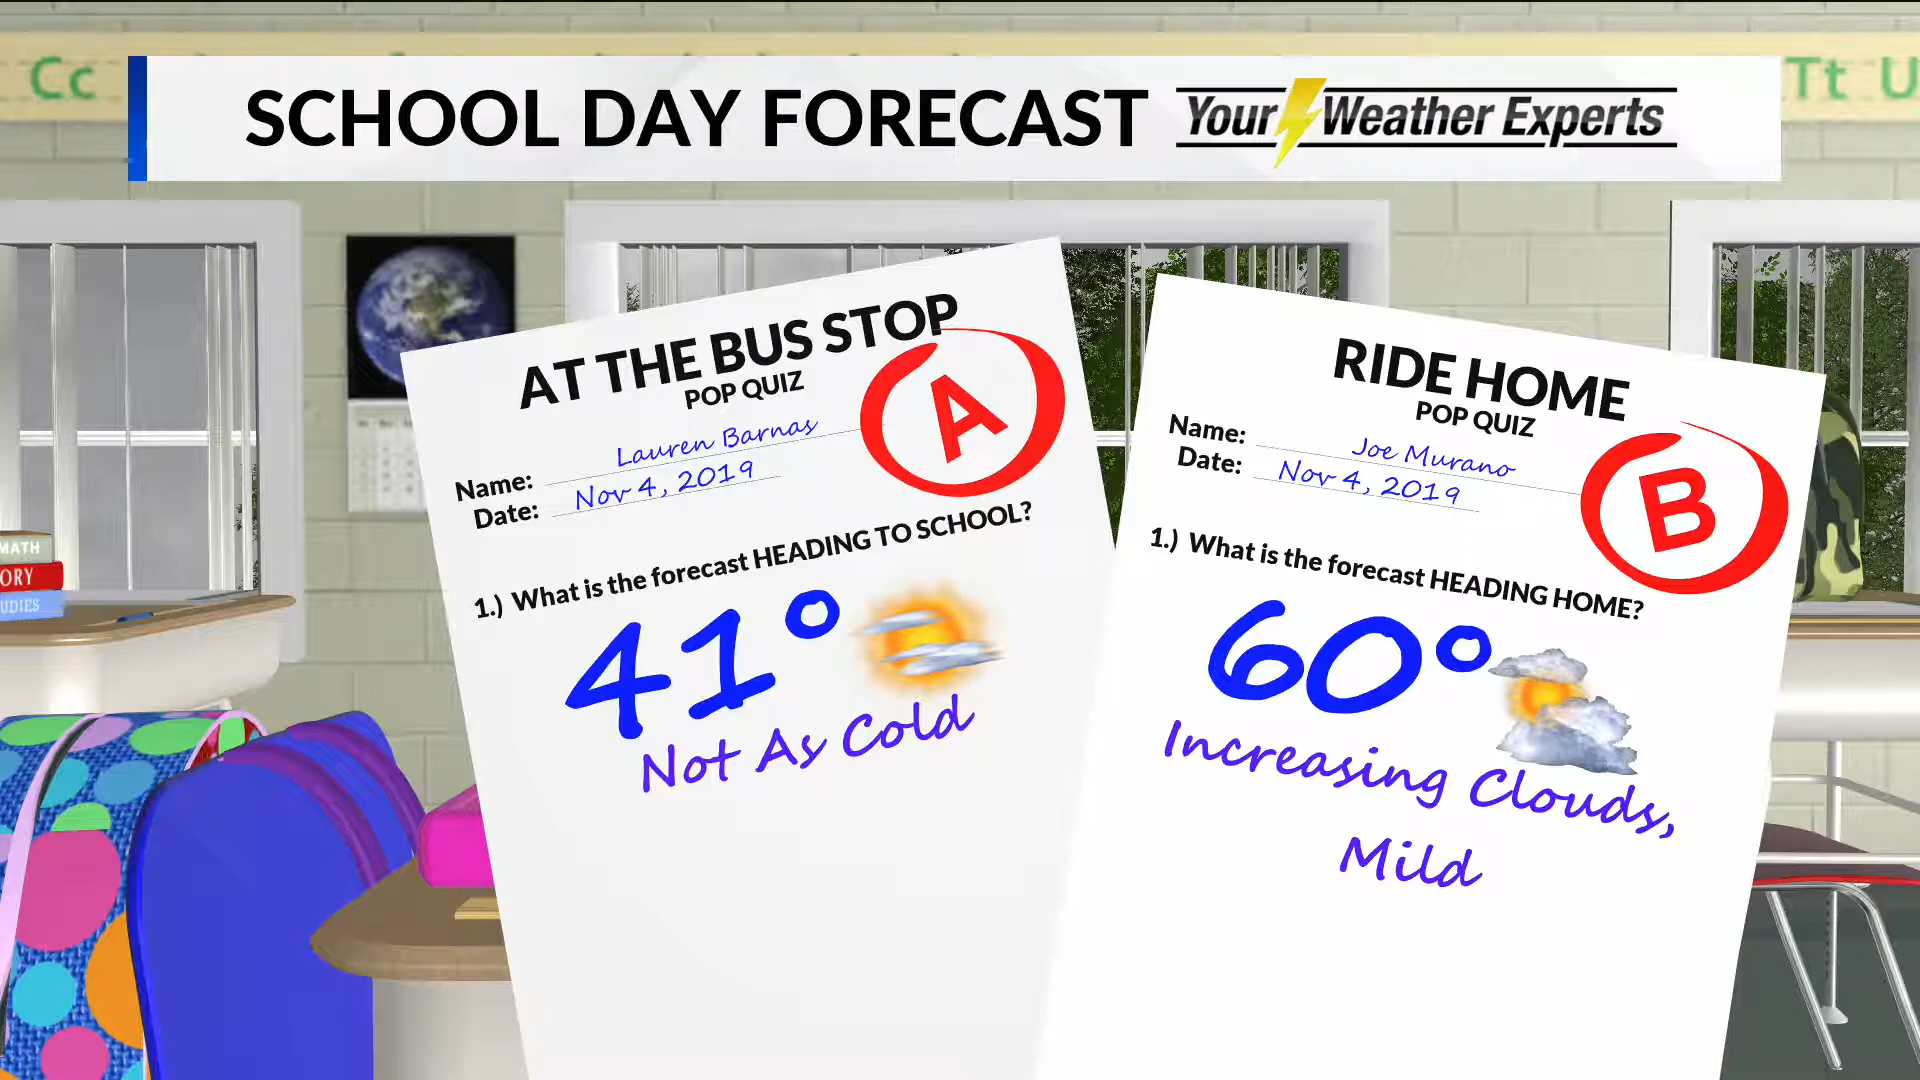 Cc
Tt U
SCHOOL DAY FORECAST Your Weather Experts
AT THE BUS STOP
POP QUIZ
Name: Lauren Barnas
Date: Nov 4, 2019
A
1.) What is the forecast HEADING TO SCHOOL?
41°
Not As Cold
RIDE HOME
POP QUIZ
Name: Joe Murano
Date: Nov 4, 2019
B
1.) What is the forecast HEADING HOME?
60°
Increasing Clouds,
Mild
MATH
ORY
UDIES